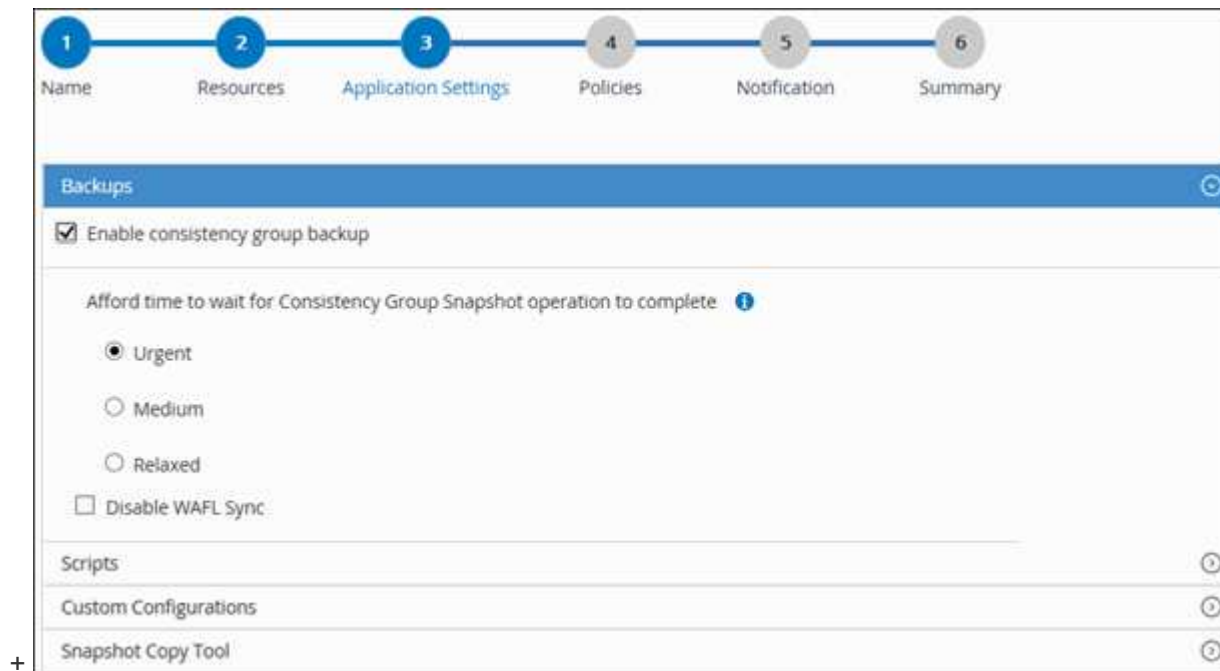 1 2 3 4 5 6
Name Resources Application Settings Policies Notification Summary
Backups
Enable consistency group backup
Afford time to wait for Consistency Group Snapshot operation to complete
Urgent
Medium
Relaxed
Disable WAFL Sync
Scripts
Custom Configurations
Snapshot Copy Tool
+